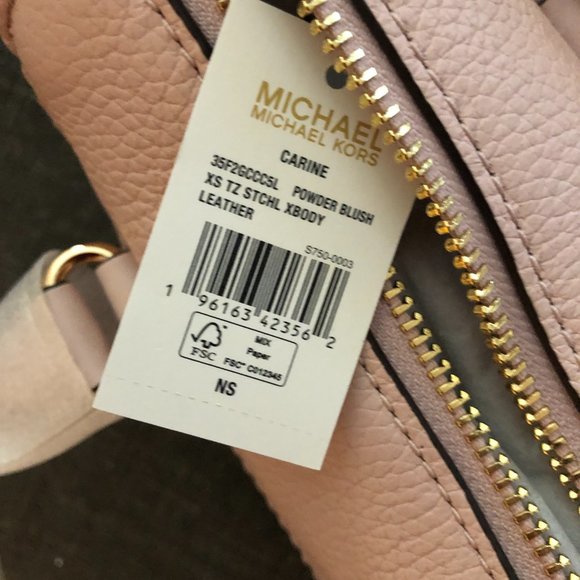 MICHAEL
MICHAEL KORS
CARINE
35F2GCCC5L POWDER BLUSH
XS TZ STCHL XBODY
LEATHER
S750-0003
1 96163 42356 2
FSC
MIX
Paper
FSC® C012345
NS